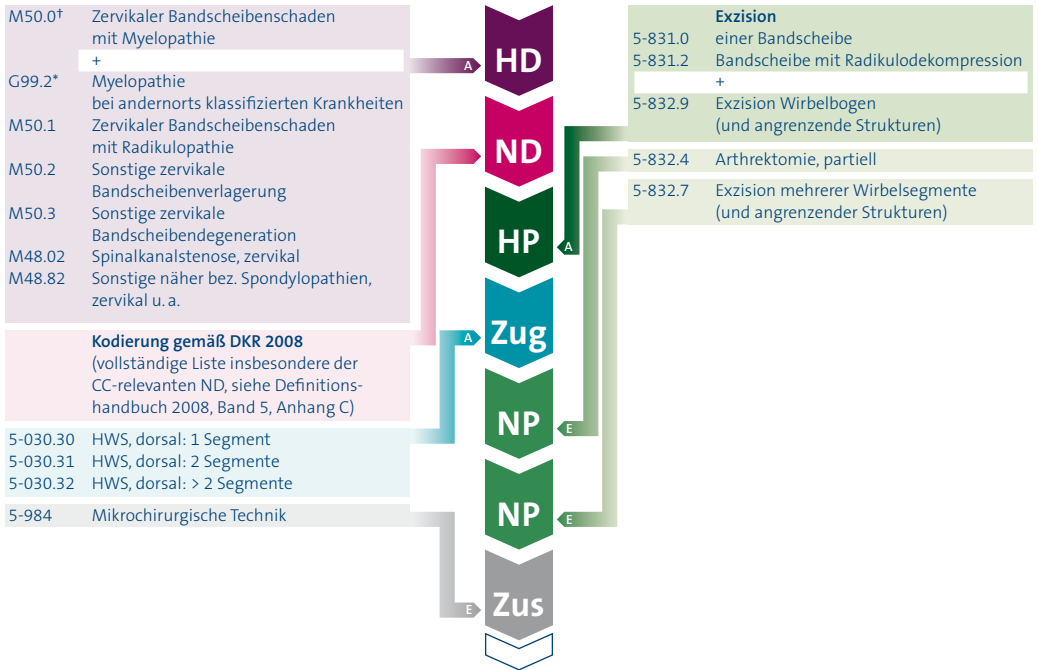 M50.0† Zervikaler Bandscheibenschaden
mit Myelopathie
+
G99.2* Myelopathie
bei andernorts klassifizierten Krankheiten
M50.1 Zervikaler Bandscheibenschaden
mit Radikulopathie
M50.2 Sonstige zervikale
Bandscheibenverlagerung
M50.3 Sonstige zervikale
Bandscheibendegeneration
M48.02 Spinalkanalstenose, zervikal
M48.82 Sonstige näher bez. Spondylopathien,
zervikal u. a.
Kodierung gemäß DKR 2008
(vollständige Liste insbesondere der
CC-relevanten ND, siehe Definitions-
handbuch 2008, Band 5, Anhang C)
5-030.30 HWS, dorsal: 1 Segment
5-030.31 HWS, dorsal: 2 Segmente
5-030.32 HWS, dorsal: > 2 Segmente
5-984 Mikrochirurgische Technik
A HD
ND
HP A
A Zug
NP E
NP E
E Zus
Exzision
5-831.0 einer Bandscheibe
5-831.2 Bandscheibe mit Radikulodekompression
+
5-832.9 Exzision Wirbelbogen
(und angrenzende Strukturen)
5-832.4 Arthrektomie, partiell
5-832.7 Exzision mehrerer Wirbelsegmente
(und angrenzender Strukturen)